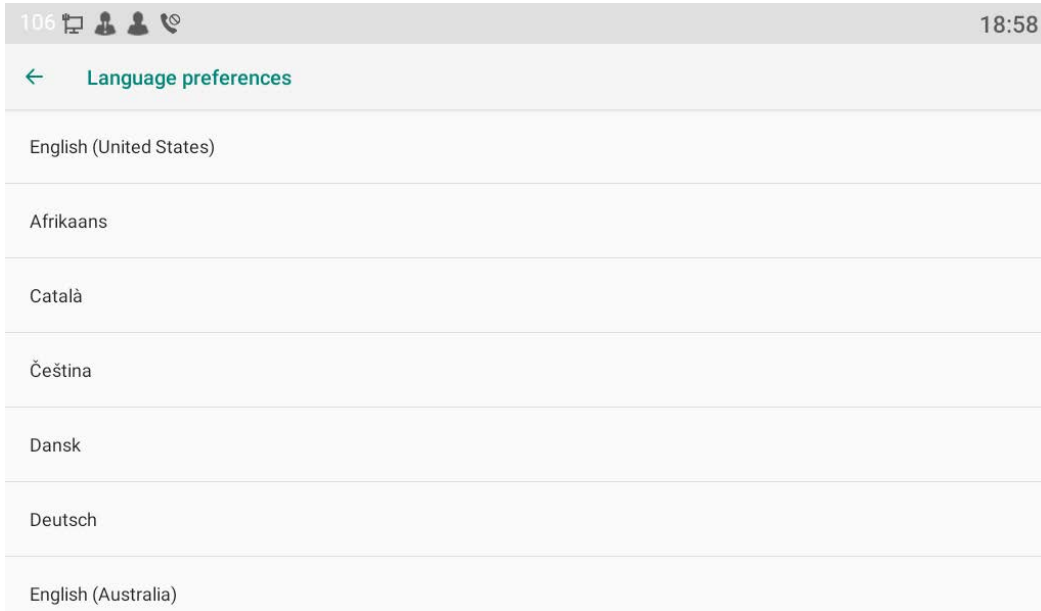 106
18:58
Language preferences
English (United States)
Afrikaans
Català
Čeština
Dansk
Deutsch
English (Australia)